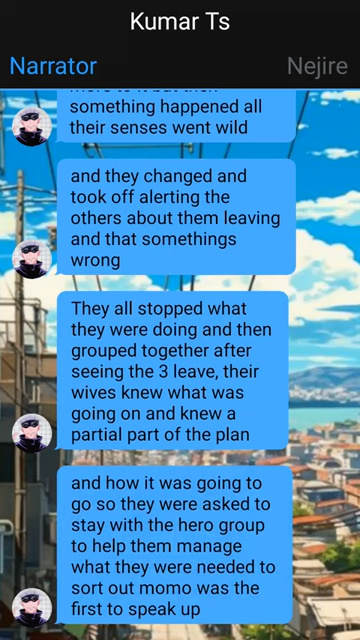 Kumar Ts
Narrator
Nejire
something happened all
their senses went wild
and they changed and
took off alerting the
others about them leaving
and that somethings
wrong
They all stopped what
they were doing and then
grouped together after
seeing the 3 leave, their
wives knew what was
going on and knew a
partial part of the plan
and how it was going to
go so they were asked to
stay with the hero group
to help them manage
what they were needed to
sort out momo was the
first to speak up